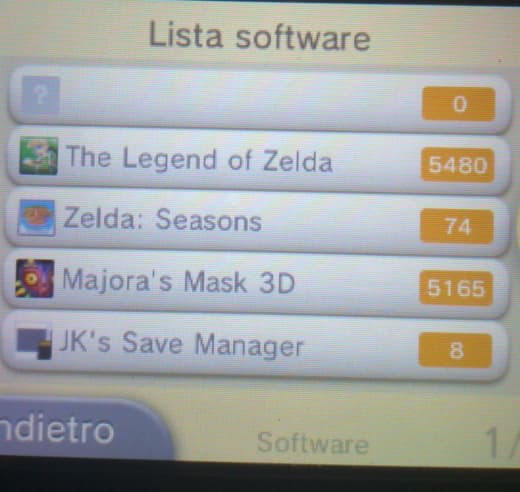 Lista software
?
0
The Legend of Zelda
5480
Zelda: Seasons
74
Majora's Mask 3D
5165
JK's Save Manager
8
ndietro
Software
1/